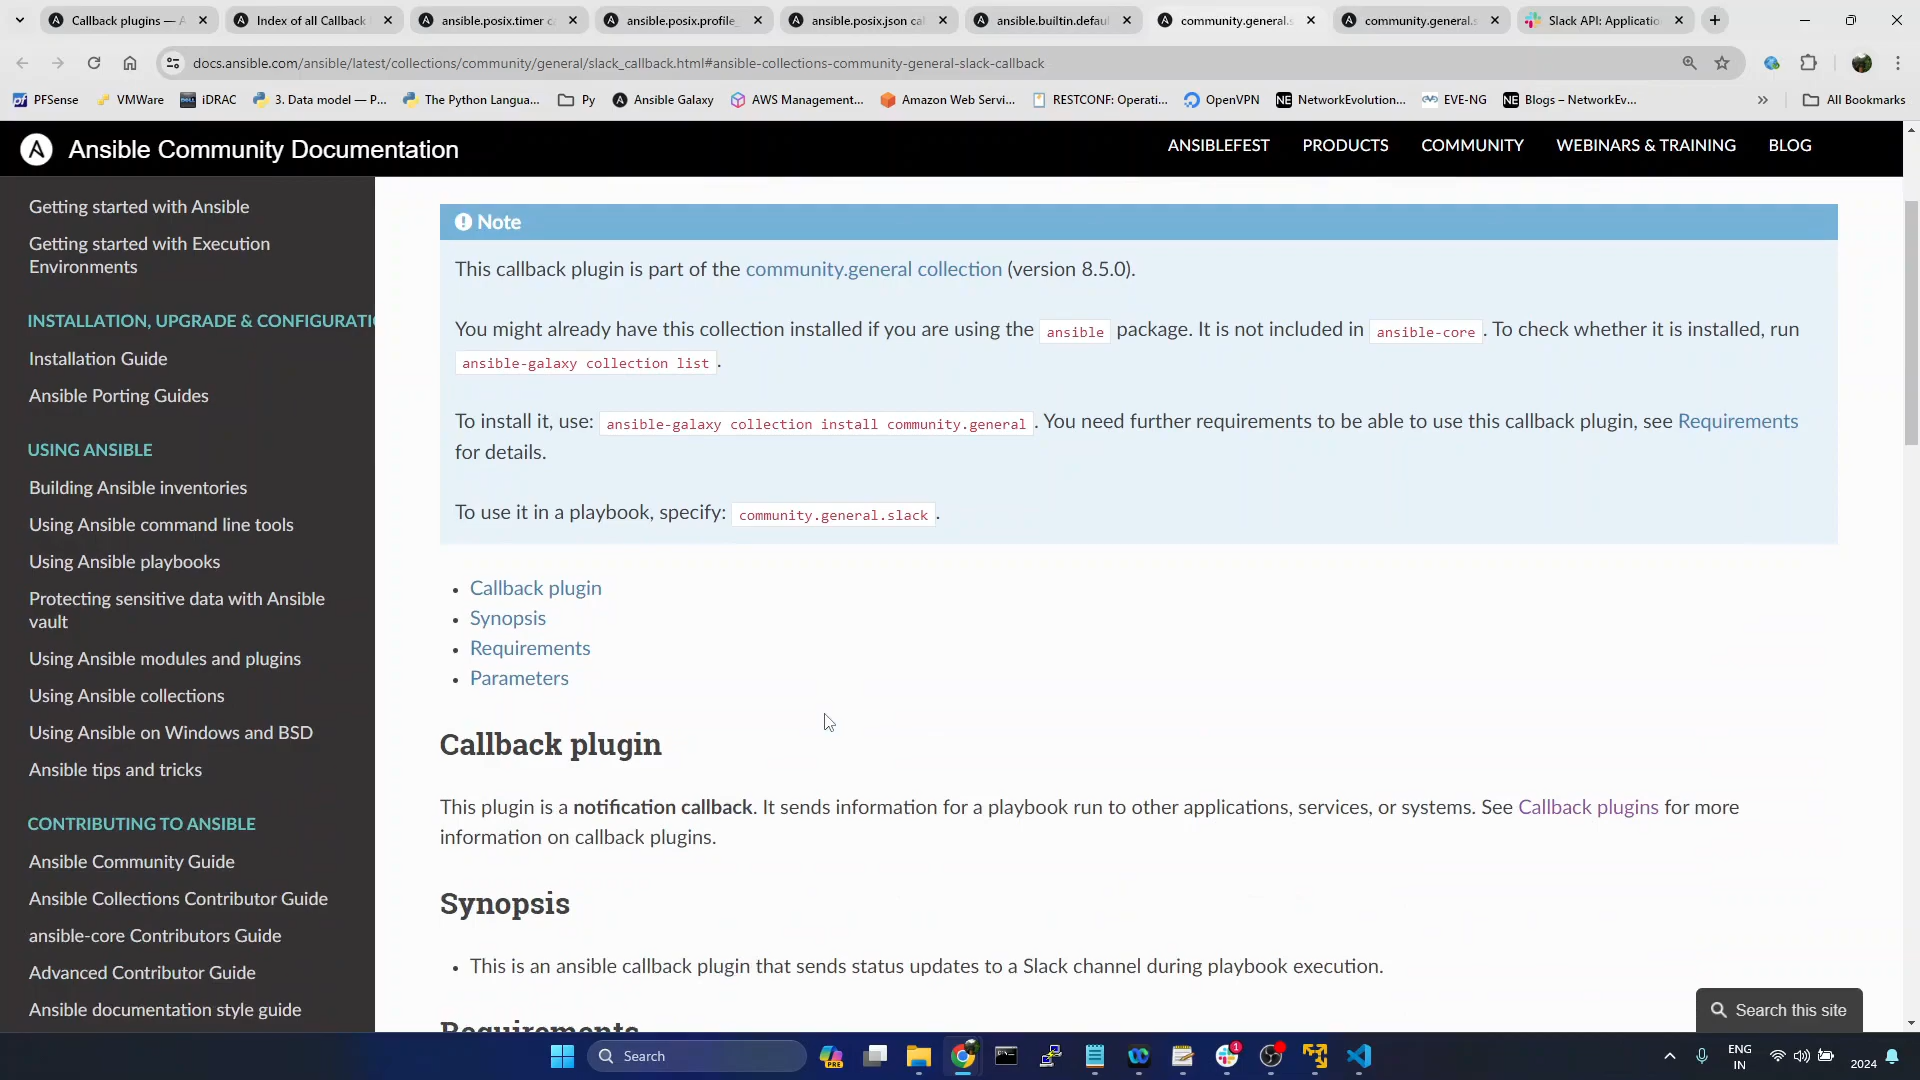 Callback plugins — A
Index of all Callback
ansible.posix.timer c
ansible.posix.profile_
ansible.posix.json cal
ansible.builtin.defau
community.general.s
community.general.s
Slack API: Applicatio
docs.ansible.com/ansible/latest/collections/community/general/slack_callback.html#ansible-collections-community-general-slack-callback
PFSense
VMWare
iDRAC
3. Data model — P...
The Python Langua...
Py
Ansible Galaxy
AWS Management...
Amazon Web Servi...
RESTCONF: Operati...
OpenVPN
NetworkEvolution...
EVE-NG
Blogs – NetworkEv...
All Bookmarks
Ansible Community Documentation
ANSIBLEFEST
PRODUCTS
COMMUNITY
WEBINARS & TRAINING
BLOG
Getting started with Ansible
Getting started with Execution
Environments
INSTALLATION, UPGRADE & CONFIGURATI
Installation Guide
Ansible Porting Guides
USING ANSIBLE
Building Ansible inventories
Using Ansible command line tools
Using Ansible playbooks
Protecting sensitive data with Ansible
vault
Using Ansible modules and plugins
Using Ansible collections
Using Ansible on Windows and BSD
Ansible tips and tricks
CONTRIBUTING TO ANSIBLE
Ansible Community Guide
Ansible Collections Contributor Guide
ansible-core Contributors Guide
Advanced Contributor Guide
Ansible documentation style guide
Note
This callback plugin is part of the community.general collection (version 8.5.0).
You might already have this collection installed if you are using the ansible package. It is not included in ansible-core. To check whether it is installed, run
ansible-galaxy collection list.
To install it, use: ansible-galaxy collection install community.general. You need further requirements to be able to use this callback plugin, see Requirements
for details.
To use it in a playbook, specify: community.general.slack.
• Callback plugin
• Synopsis
• Requirements
• Parameters
Callback plugin
This plugin is a notification callback. It sends information for a playbook run to other applications, services, or systems. See Callback plugins for more
information on callback plugins.
Synopsis
• This is an ansible callback plugin that sends status updates to a Slack channel during playbook execution.
Requirements
Search this site
Search
PRE
1
ENG
IN
2024